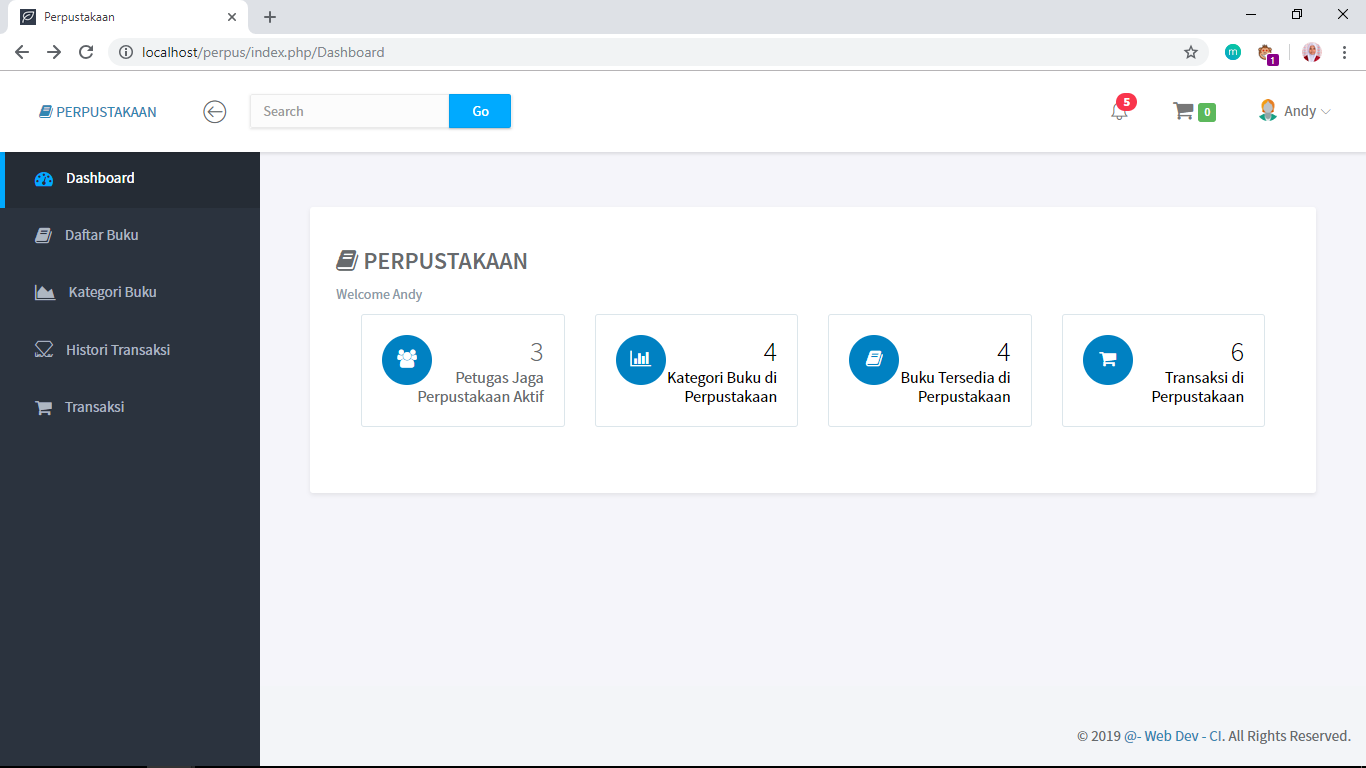 Perpustakaan
localhost/perpus/index.php/Dashboard
m
1
PERPUSTAKAAN
Search
Go
5
0
Andy
Dashboard
Daftar Buku
Kategori Buku
Histori Transaksi
Transaksi
PERPUSTAKAAN
Welcome Andy
3
Petugas Jaga
Perpustakaan Aktif
4
Kategori Buku di
Perpustakaan
4
Buku Tersedia di
Perpustakaan
6
Transaksi di
Perpustakaan
© 2019 @- Web Dev - CI. All Rights Reserved.